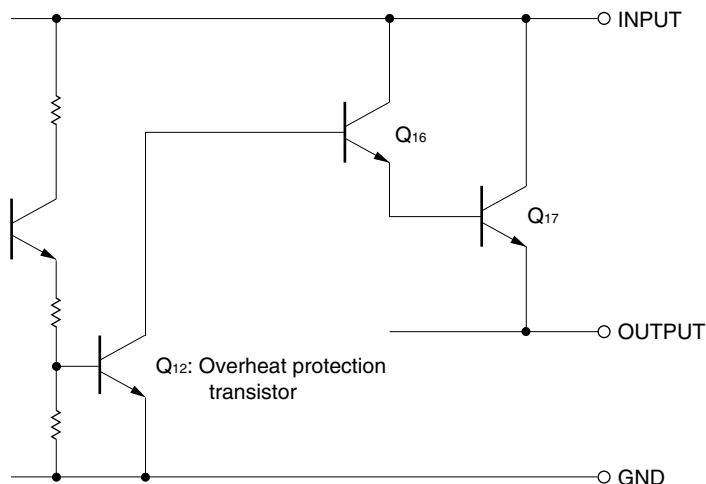 INPUT
Q16
Q17
OUTPUT
Q12: Overheat protection
transistor
GND